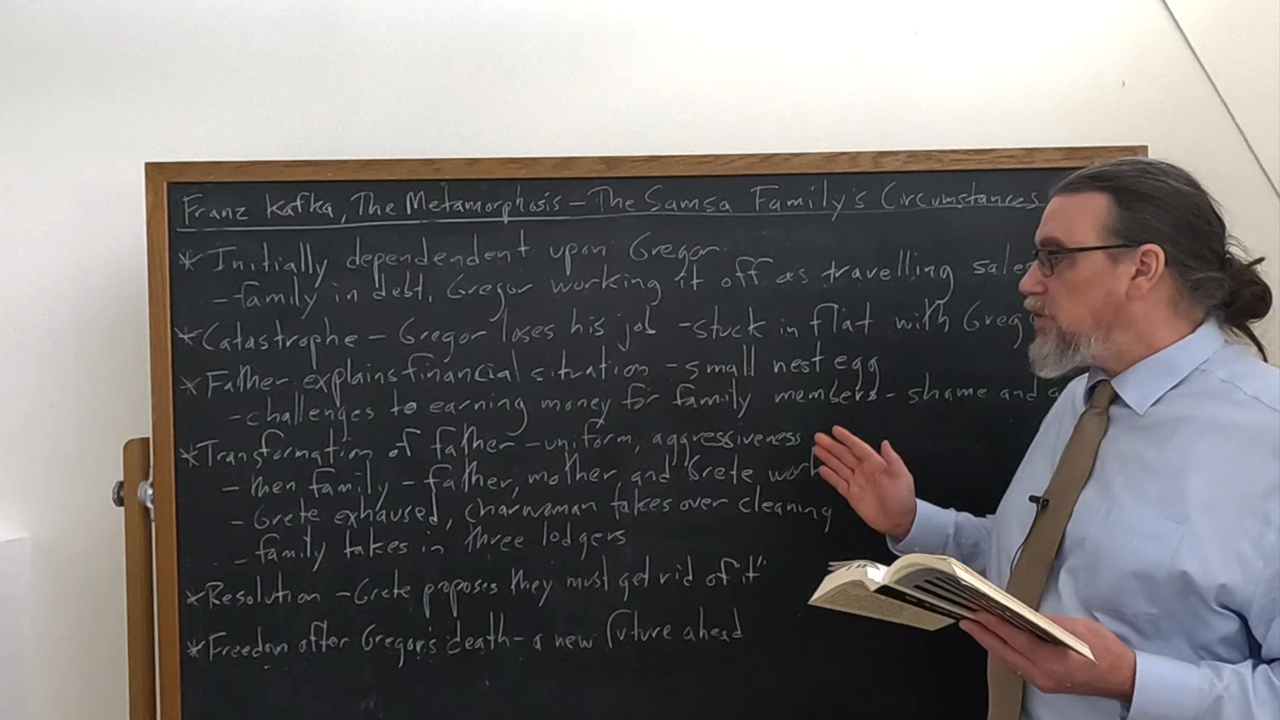 Franz Kafka, The Metamorphosis – The Samsa Family's Circumstances
* Initially dependendent upon Gregor
– family in debt, Gregor working it off as travelling
* Catastrophe – Gregor loses his job – stuck in flat with
* Father explains financial situation – small nest egg
– challenges to earning money for family members – shame and
* Transformation of father – uniform, aggressiveness
– then family – father, mother, and Grete work
– Grete exhaused, charwoman takes over cleaning
– family takes in three lodgers
* Resolution – Grete proposes they must get rid of "it"
* Freedom after Gregor's death – a new future ahead